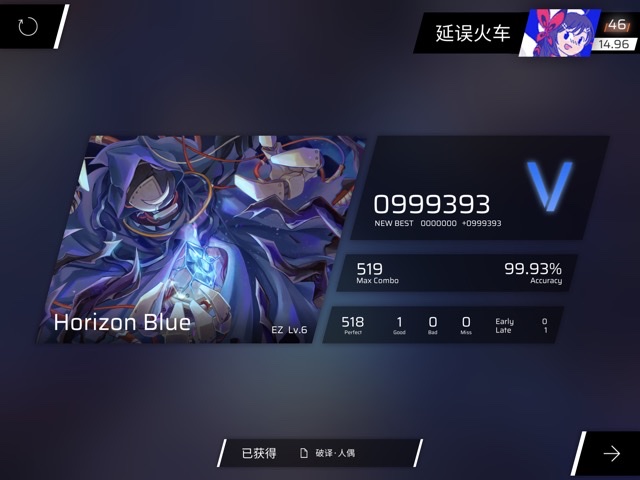 延误火车
46
14.96
0999393
NEW BEST 0000000 +0999393
519
Max Combo
99.93%
Accuracy
Horizon Blue
EZ Lv.6
518 1 0 0
Perfect Good Bad Miss
Early 0
Late 1
已获得 破译·人偶